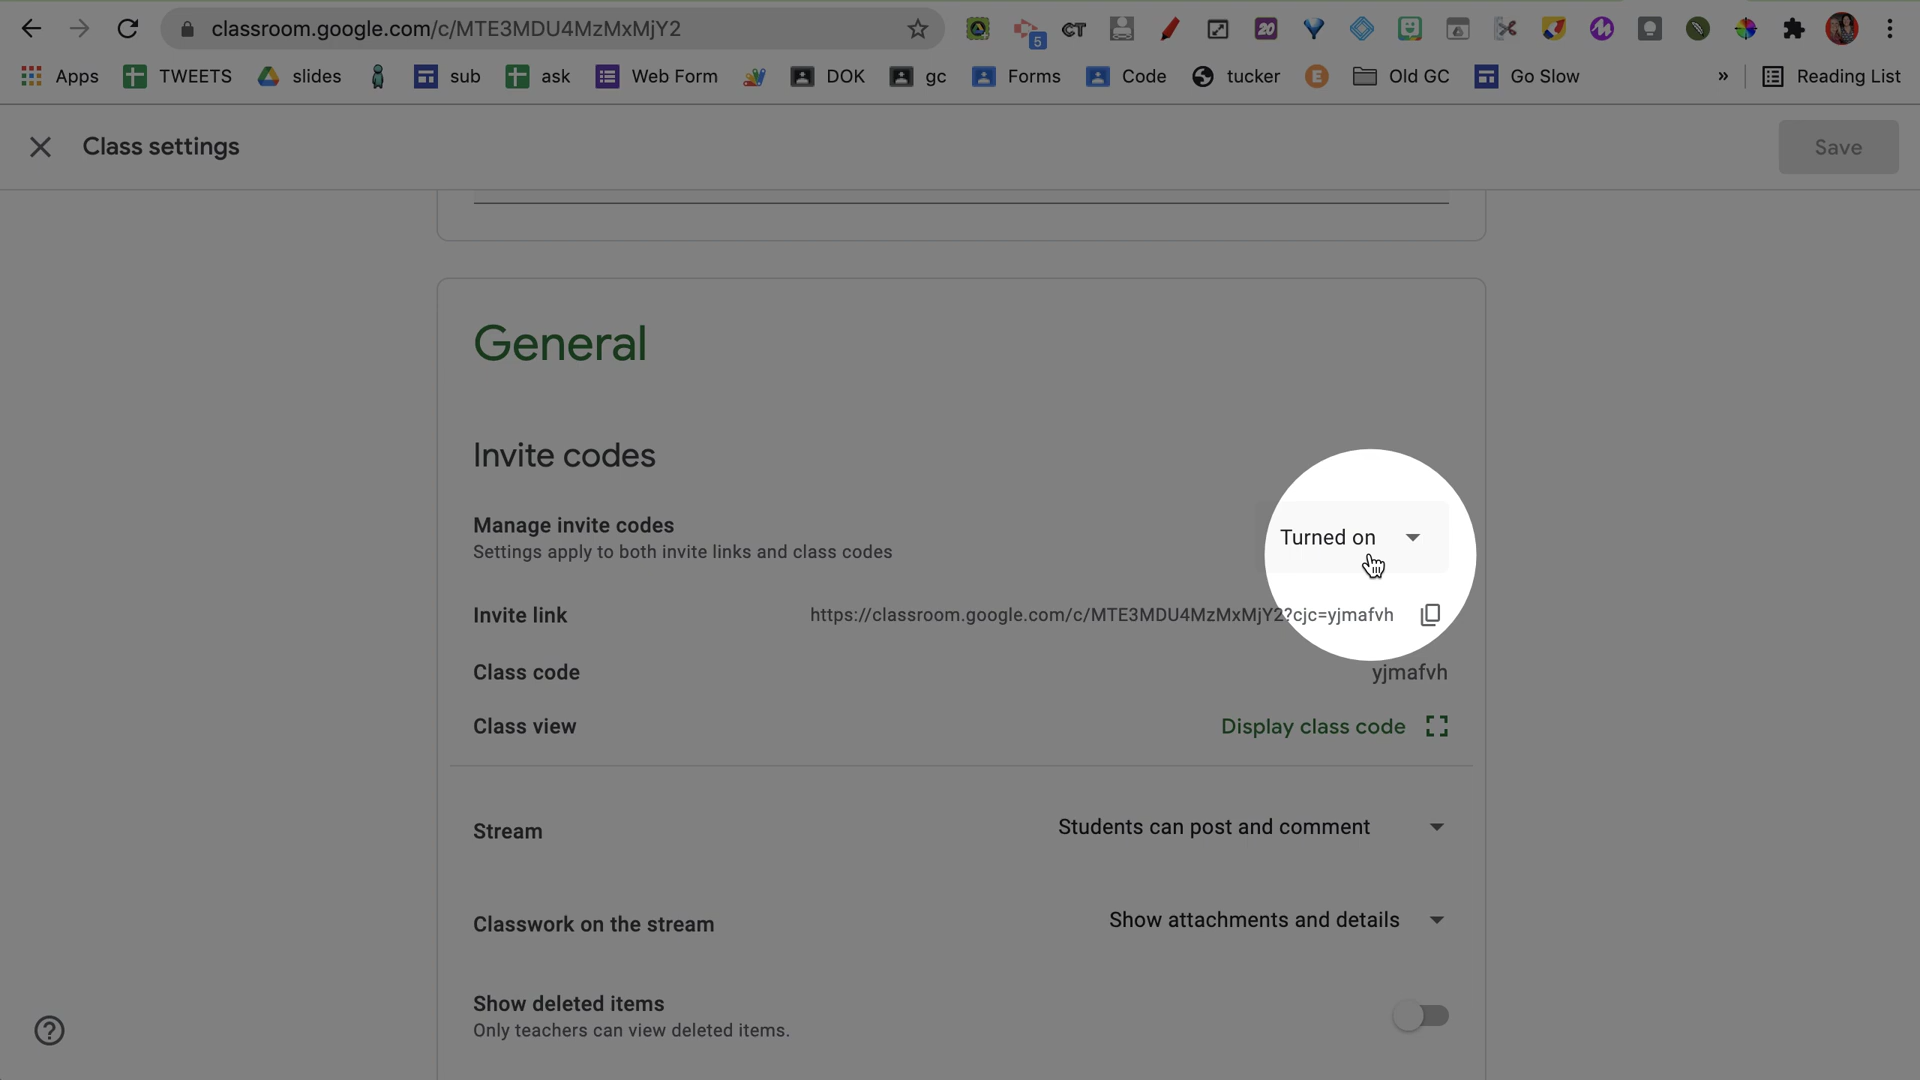 classroom.google.com/c/MTE3MDU4MzMxMjY2
5 CT 20
Apps TWEETS slides sub ask Web Form DOK gc Forms Code tucker E Old GC Go Slow » Reading List
Class settings Save
General
Invite codes
Manage invite codes
Settings apply to both invite links and class codes
Turned on
Invite link https://classroom.google.com/c/MTE3MDU4MzMxMjY2?cjc=yjmafvh
Class code yjmafvh
Class view Display class code
Stream Students can post and comment
Classwork on the stream Show attachments and details
Show deleted items
Only teachers can view deleted items.